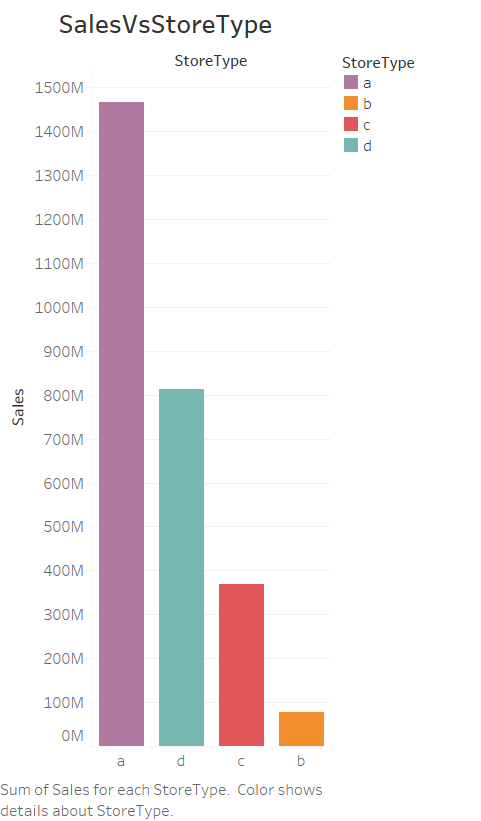 SalesVsStoreType
StoreType
StoreType
a
b
c
d
1500M
1400M
1300M
1200M
1100M
1000M
900M
800M
700M
600M
500M
400M
300M
200M
100M
0M
Sales
a d c b
Sum of Sales for each StoreType. Color shows
details about StoreType.